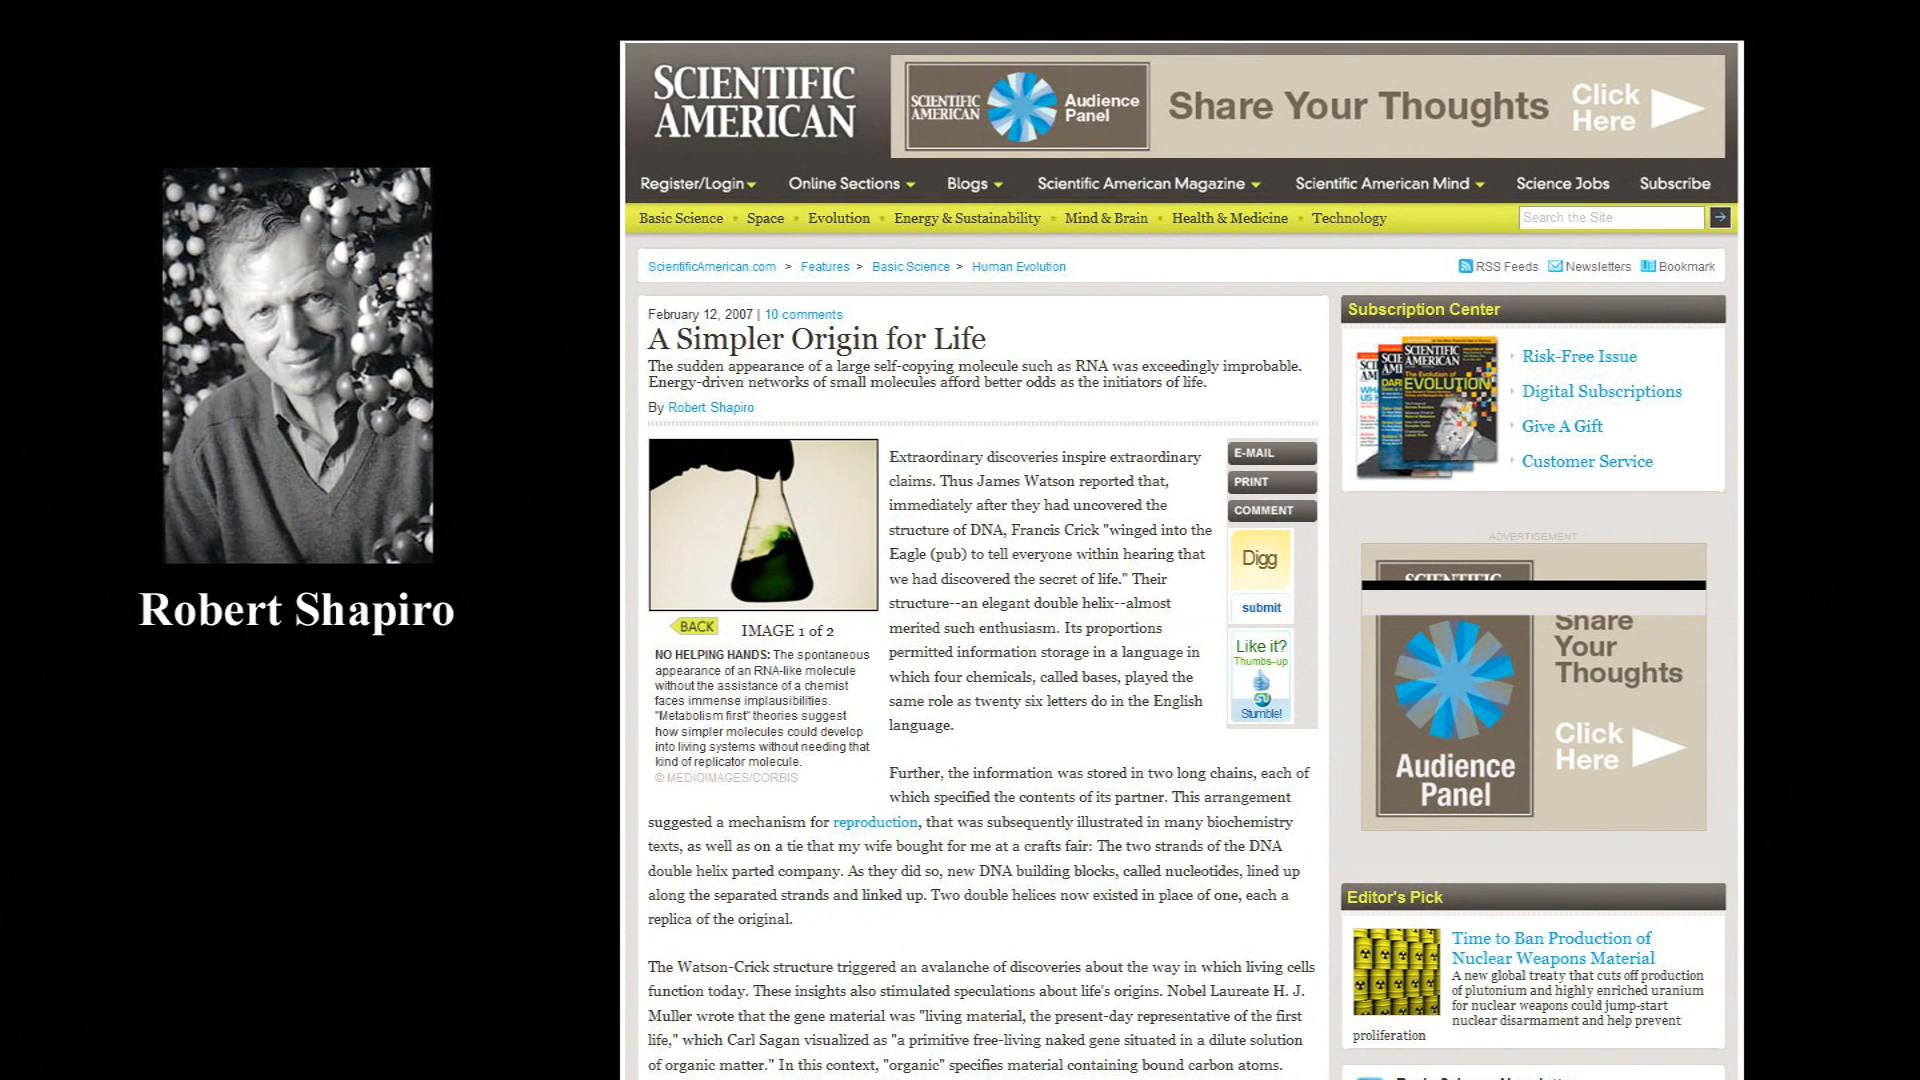 Robert Shapiro
SCIENTIFIC
AMERICAN
SCIENTIFIC
AMERICAN
Audience
Panel
Share Your Thoughts
Click
Here
Register/Login
Online Sections
Blogs
Scientific American Magazine
Scientific American Mind
Science Jobs
Subscribe
Basic Science • Space • Evolution • Energy & Sustainability • Mind & Brain • Health & Medicine • Technology
Search the Site
ScientificAmerican.com > Features > Basic Science > Human Evolution
RSS Feeds
Newsletters
Bookmark
February 12, 2007 | 10 comments
A Simpler Origin for Life
The sudden appearance of a large self-copying molecule such as RNA was exceedingly improbable.
Energy-driven networks of small molecules afford better odds as the initiators of life.
By Robert Shapiro
BACK
IMAGE 1 of 2
NO HELPING HANDS: The spontaneous
appearance of an RNA-like molecule
without the assistance of a chemist
faces immense implausibilities.
"Metabolism first" theories suggest
how simpler molecules could develop
into living systems without needing that
kind of replicator molecule.
© MEDIOIMAGES/CORBIS
Extraordinary discoveries inspire extraordinary
claims. Thus James Watson reported that,
immediately after they had uncovered the
structure of DNA, Francis Crick "winged into the
Eagle (pub) to tell everyone within hearing that
we had discovered the secret of life." Their
structure--an elegant double helix--almost
merited such enthusiasm. Its proportions
permitted information storage in a language in
which four chemicals, called bases, played the
same role as twenty six letters do in the English
language.
E-MAIL
PRINT
COMMENT
Digg
submit
Like it?
Thumbs-up
Stumble!
Further, the information was stored in two long chains, each of
which specified the contents of its partner. This arrangement
suggested a mechanism for reproduction, that was subsequently illustrated in many biochemistry
texts, as well as on a tie that my wife bought for me at a crafts fair: The two strands of the DNA
double helix parted company. As they did so, new DNA building blocks, called nucleotides, lined up
along the separated strands and linked up. Two double helices now existed in place of one, each a
replica of the original.
The Watson-Crick structure triggered an avalanche of discoveries about the way in which living cells
function today. These insights also stimulated speculations about life's origins. Nobel Laureate H. J.
Muller wrote that the gene material was "living material, the present-day representative of the first
life," which Carl Sagan visualized as "a primitive free-living naked gene situated in a dilute solution
of organic matter." In this context, "organic" specifies material containing bound carbon atoms.
Subscription Center
SCIENTIFIC
AMERICAN
EVOLUTION
Risk-Free Issue
Digital Subscriptions
Give A Gift
Customer Service
ADVERTISEMENT
SCIENTIFIC
Share
Your
Thoughts
Click
Here
Audience
Panel
Editor's Pick
Time to Ban Production of
Nuclear Weapons Material
A new global treaty that cuts off production
of plutonium and highly enriched uranium
for nuclear weapons could jump-start
nuclear disarmament and help prevent
proliferation